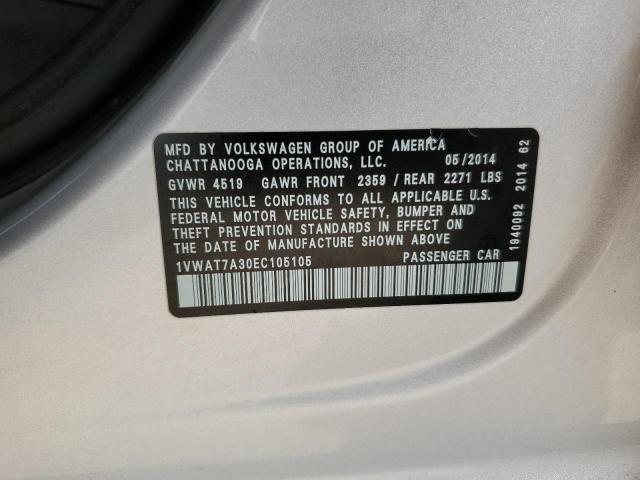 MFD BY VOLKSWAGEN GROUP OF AMERICA
CHATTANOOGA OPERATIONS, LLC. 05/2014
GVWR 4519 GAWR FRONT 2359 / REAR 2271 LBS
THIS VEHICLE CONFORMS TO ALL APPLICABLE U.S.
FEDERAL MOTOR VEHICLE SAFETY, BUMPER AND
THEFT PREVENTION STANDARDS IN EFFECT ON
DATE OF MANUFACTURE SHOWN ABOVE
1VWAT7A30EC105105 PASSENGER CAR
1940092 2014 62